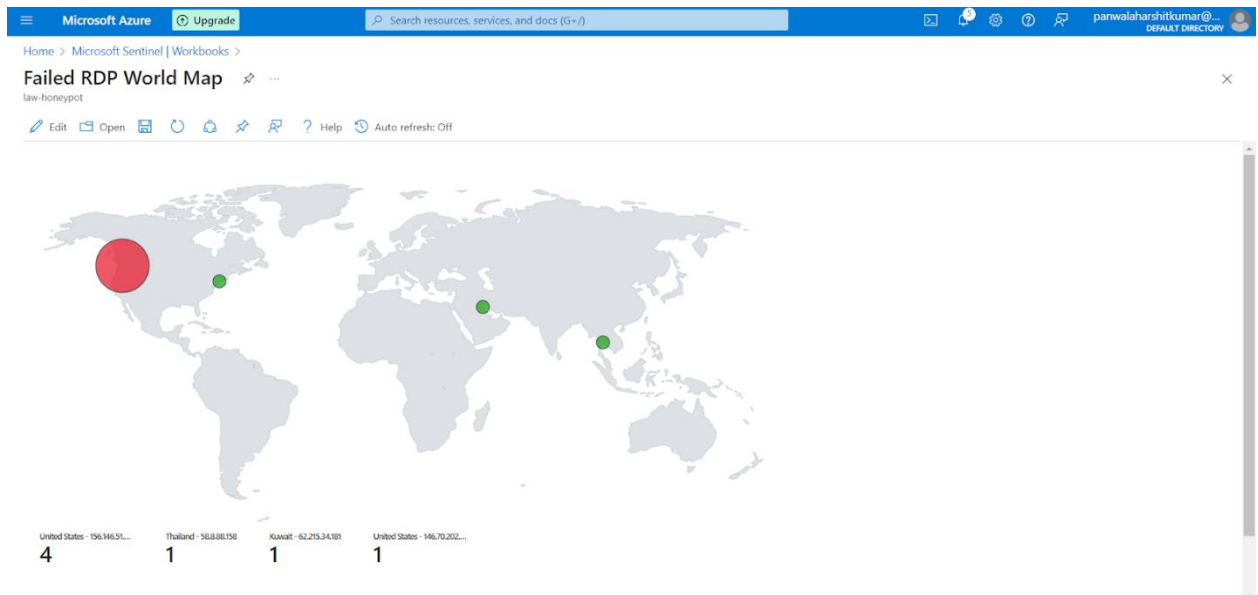 Microsoft Azure
Upgrade
Search resources, services, and docs (G+/)
5
panwalaharshitkumar@...
DEFAULT DIRECTORY
Home > Microsoft Sentinel | Workbooks >
Failed RDP World Map
...
law-honeypot
Edit Open Help Auto refresh: Off
United States - 156.146.51.... Thailand - 58.8.88.158 Kuwait - 62.215.34.181 United States - 146.70.202....
4 1 1 1